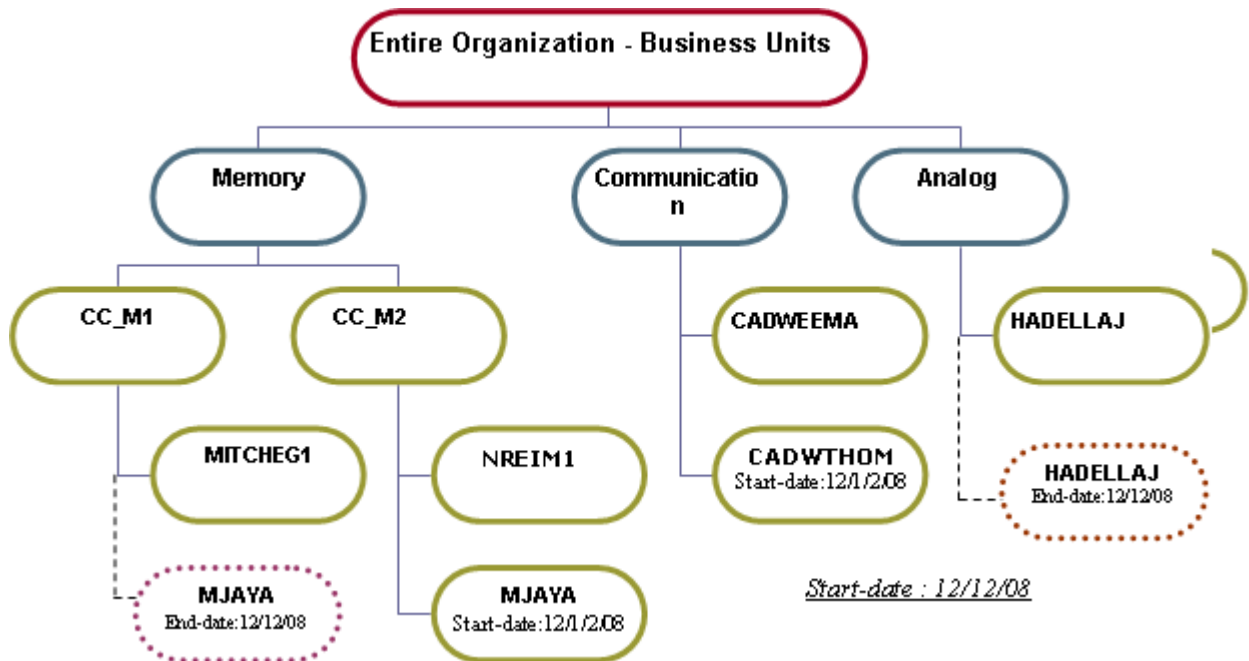 Entire Organization - Business Units
Memory
Communicatio
n
Analog
CC_M1
CC_M2
CADWEEMA
HADELLAJ
MITCHEG1
NREIM1
CADWTHOM
Start-date:12/1/2/08
HADELLAJ
End-date:12/12/08
MJAYA
End-date:12/12/08
MJAYA
Start-date:12/1/2/08
Start-date : 12/12/08